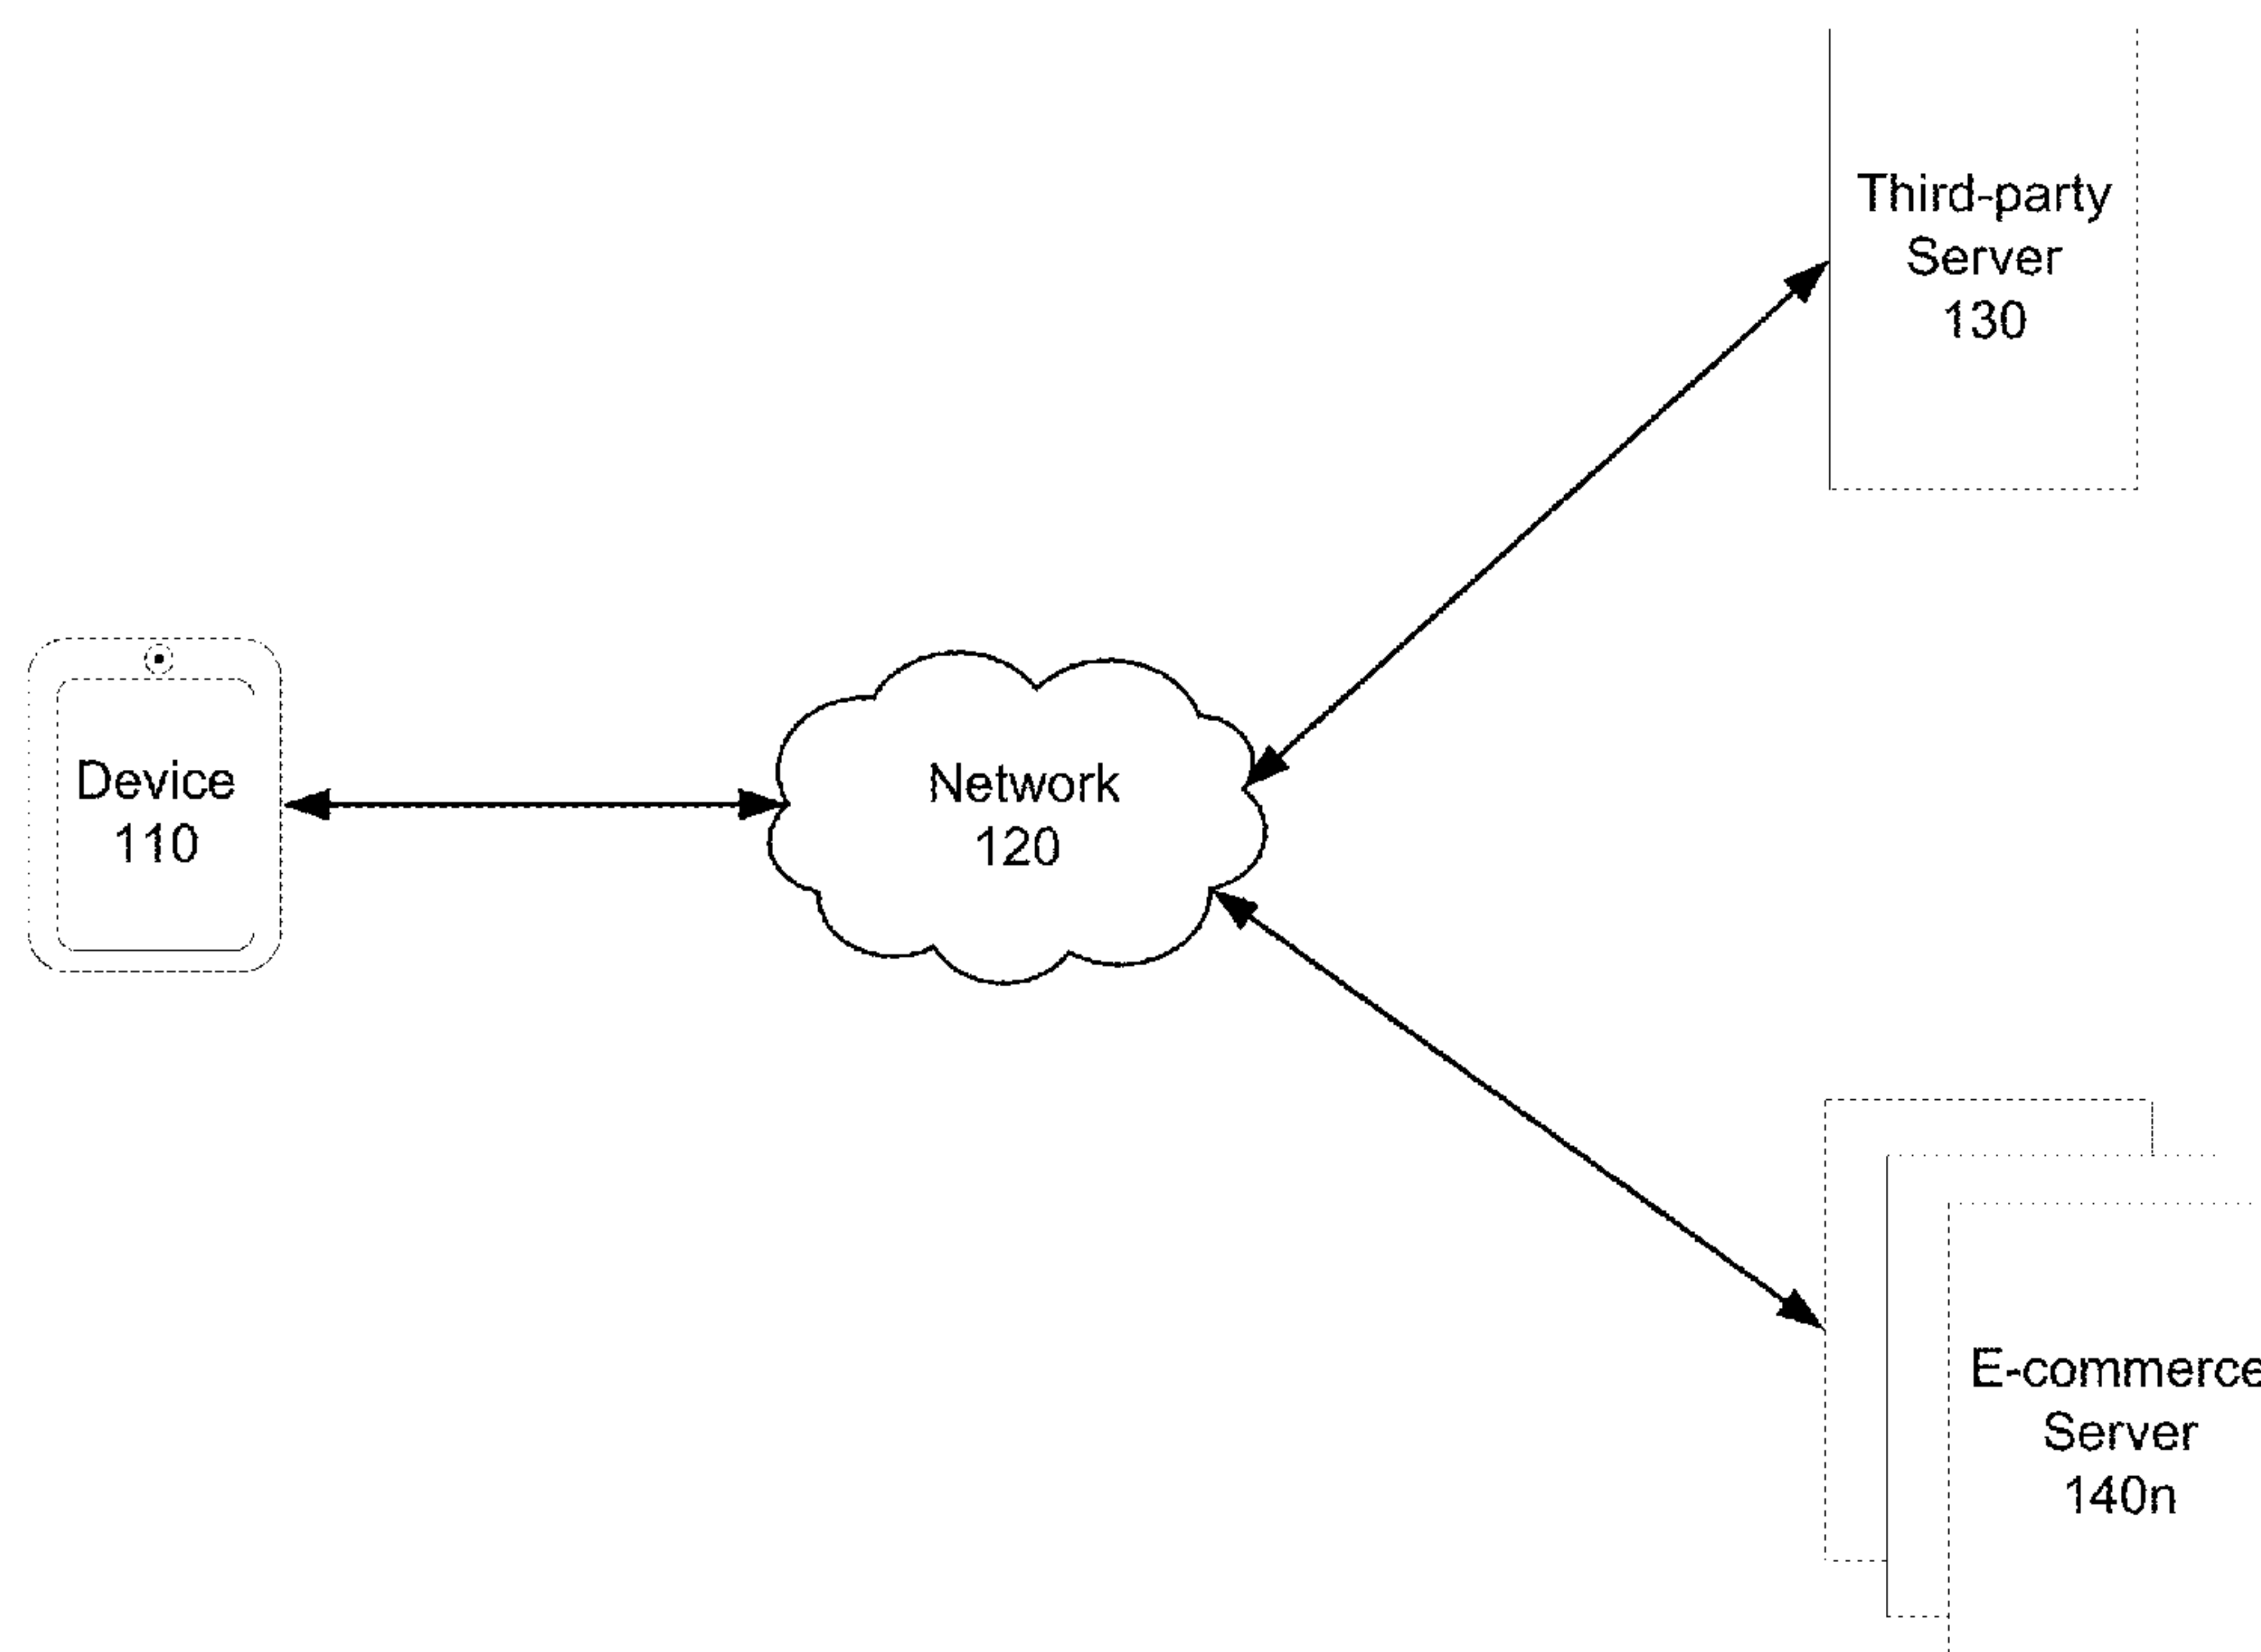 Third-party
Server
130
Device
110
Network
120
E-commerce
Server
140n